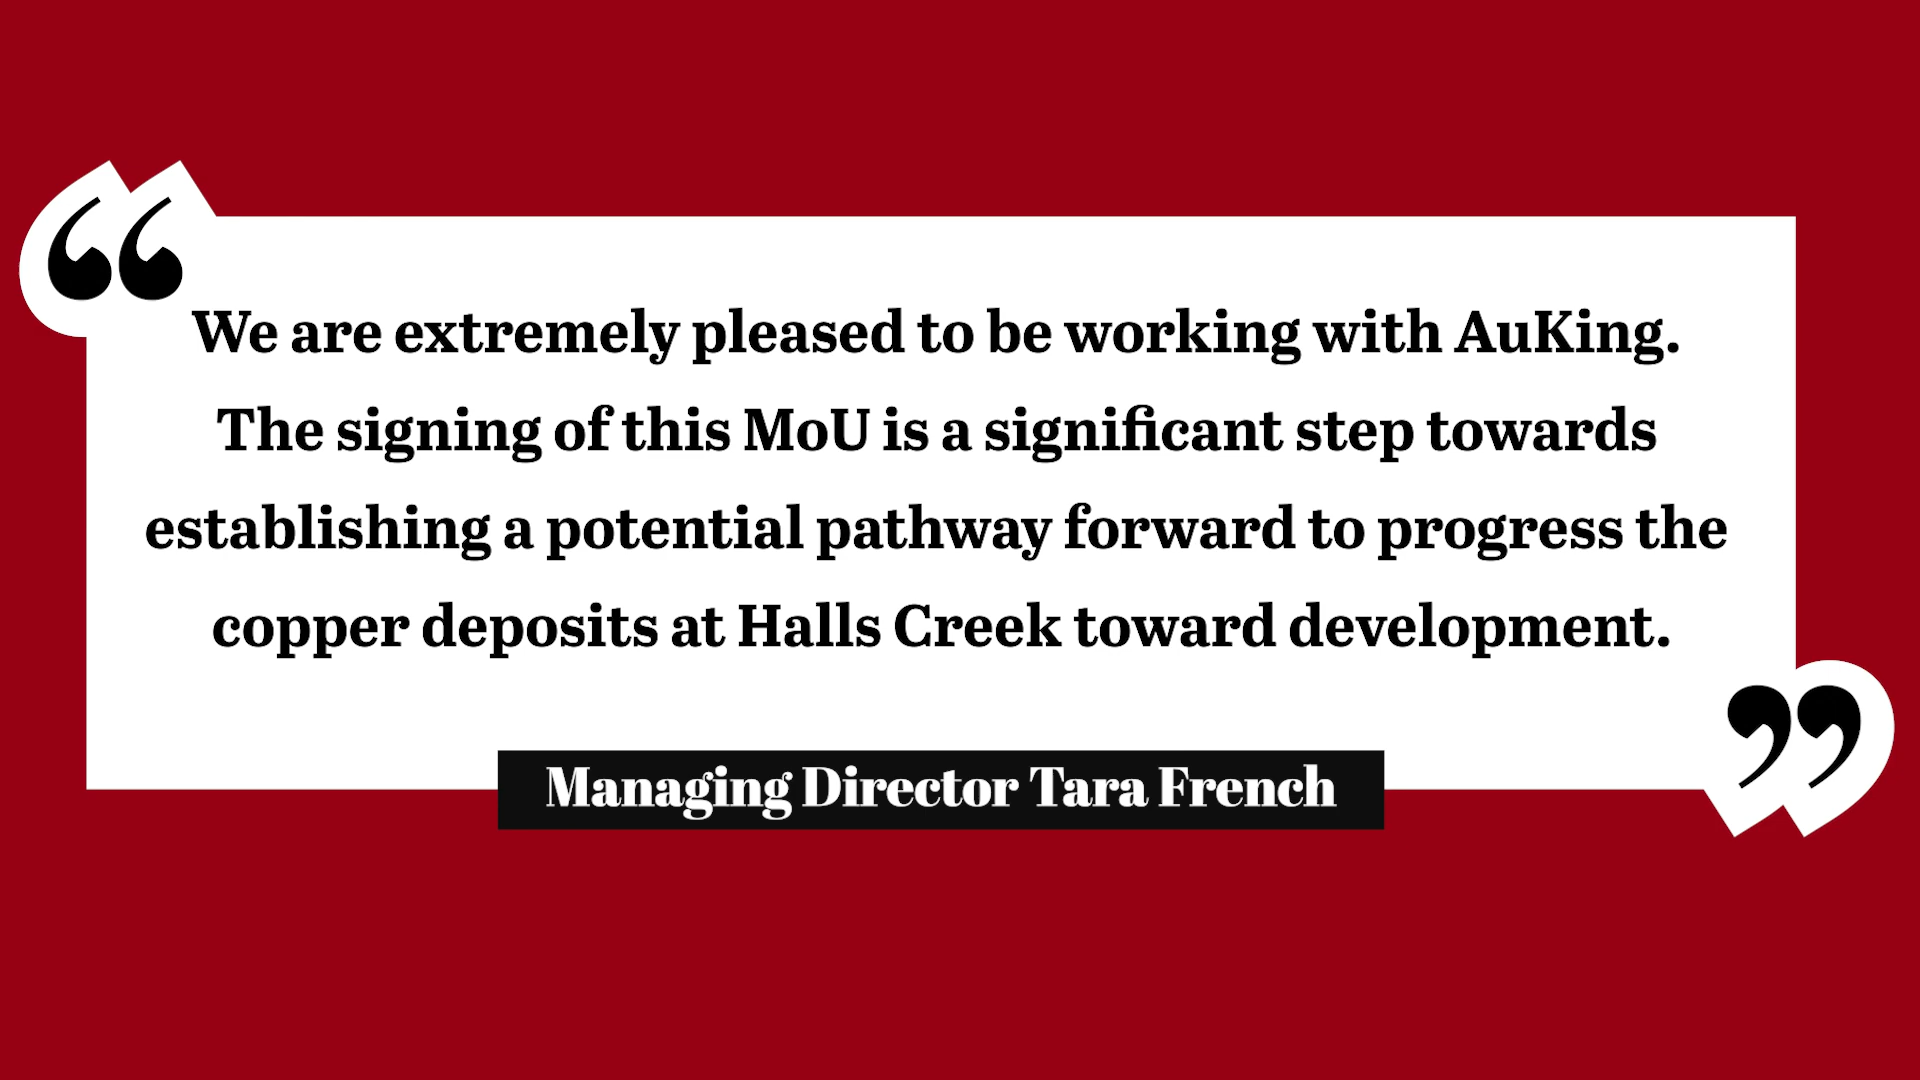 “We are extremely pleased to be working with AuKing.
The signing of this MoU is a significant step towards
establishing a potential pathway forward to progress the
copper deposits at Halls Creek toward development.”
Managing Director Tara French